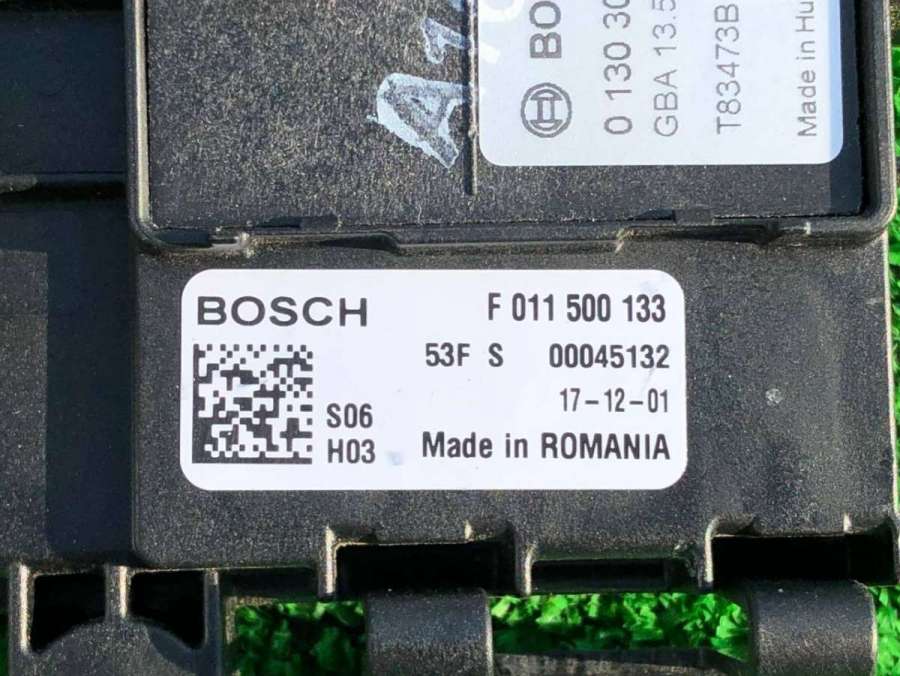 A
BO
0 130 30
GBA 13.5
T83473B
Made in Hu
BOSCH
F 011 500 133
53F S 00045132
17-12-01
S06
H03
Made in ROMANIA